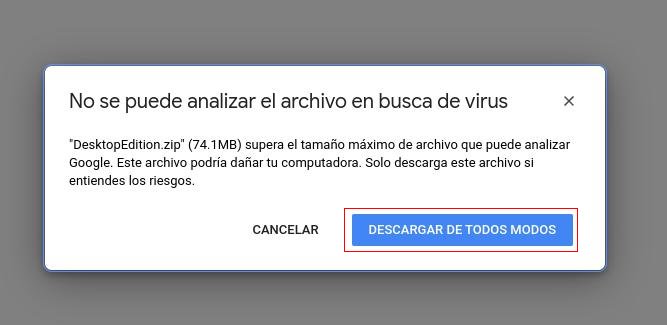 No se puede analizar el archivo en busca de virus
"DesktopEdition.zip" (74.1MB) supera el tamaño máximo de archivo que puede analizar
Google. Este archivo podría dañar tu computadora. Solo descarga este archivo si
entiendes los riesgos.
CANCELAR DESCARGAR DE TODOS MODOS